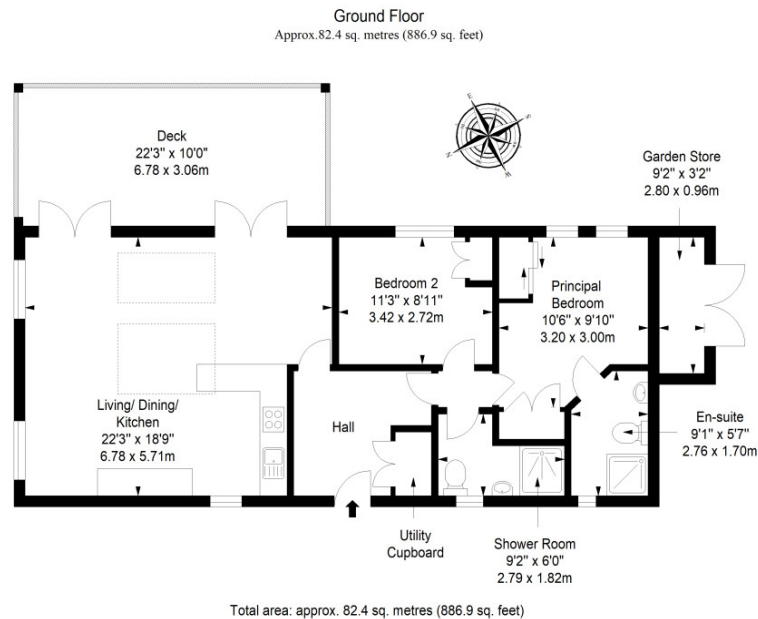 Ground Floor
Approx.82.4 sq. metres (886.9 sq. feet)
Deck
22'3" x 10'0"
6.78 x 3.06m
E
S
N
W
Garden Store
9'2" x 3'2"
2.80 x 0.96m
Bedroom 2
11'3" x 8'11"
3.42 x 2.72m
Principal
Bedroom
10'6" x 9'10"
3.20 x 3.00m
Living/ Dining/
Kitchen
22'3" x 18'9"
6.78 x 5.71m
Hall
En-suite
9'1" x 5'7"
2.76 x 1.70m
Utility
Cupboard
Shower Room
9'2" x 6'0"
2.79 x 1.82m
Total area: approx. 82.4 sq. metres (886.9 sq. feet)